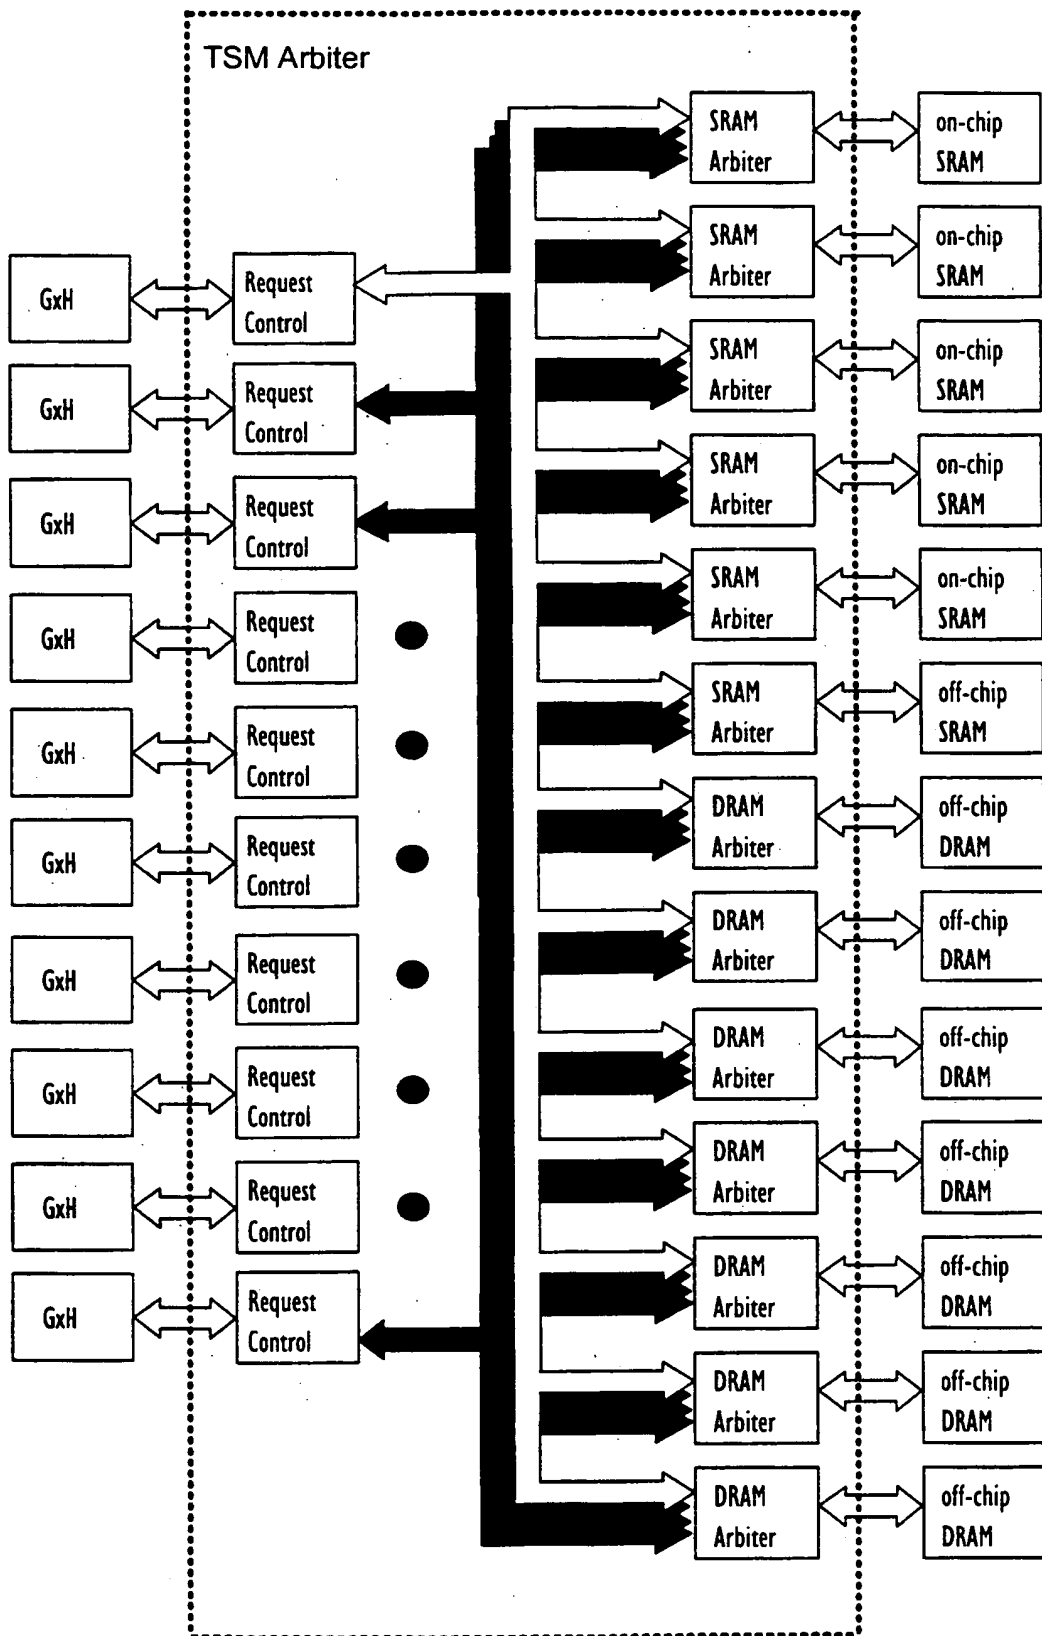 TSM Arbiter
SRAM
Arbiter
on-chip
SRAM
SRAM
Arbiter
on-chip
SRAM
GxH
Request
Control
SRAM
Arbiter
on-chip
SRAM
GxH
Request
Control
SRAM
Arbiter
on-chip
SRAM
GxH
Request
Control
SRAM
Arbiter
on-chip
SRAM
GxH
Request
Control
SRAM
Arbiter
off-chip
SRAM
GxH
Request
Control
DRAM
Arbiter
off-chip
DRAM
GxH
Request
Control
DRAM
Arbiter
off-chip
DRAM
GxH
Request
Control
DRAM
Arbiter
off-chip
DRAM
GxH
Request
Control
DRAM
Arbiter
off-chip
DRAM
GxH
Request
Control
DRAM
Arbiter
off-chip
DRAM
GxH
Request
Control
DRAM
Arbiter
off-chip
DRAM
DRAM
Arbiter
off-chip
DRAM